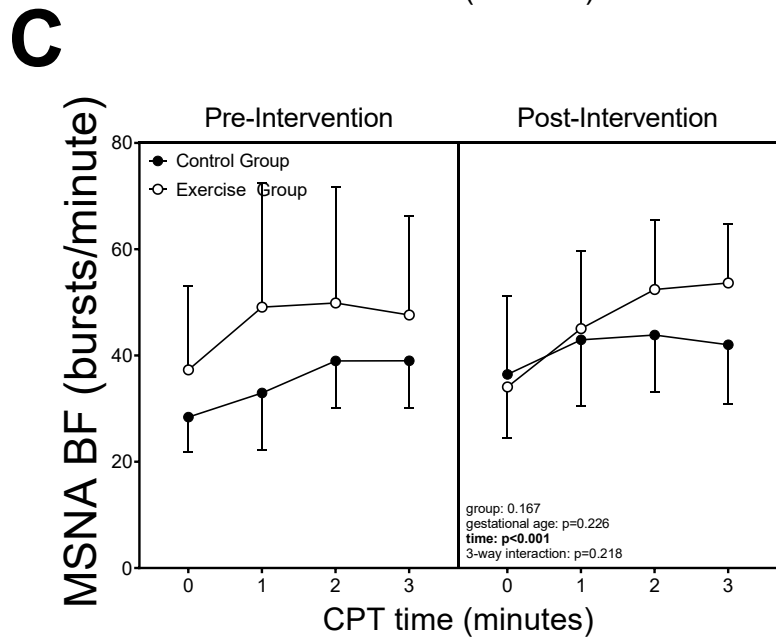 C
Pre-Intervention
Post-Intervention
MSNA BF (bursts/minute)
80
60
40
20
0
Control Group
Exercise Group
group: 0.167
gestational age: p=0.226
time: p<0.001
3-way interaction: p=0.218
0 1 2 3
0 1 2 3
CPT time (minutes)